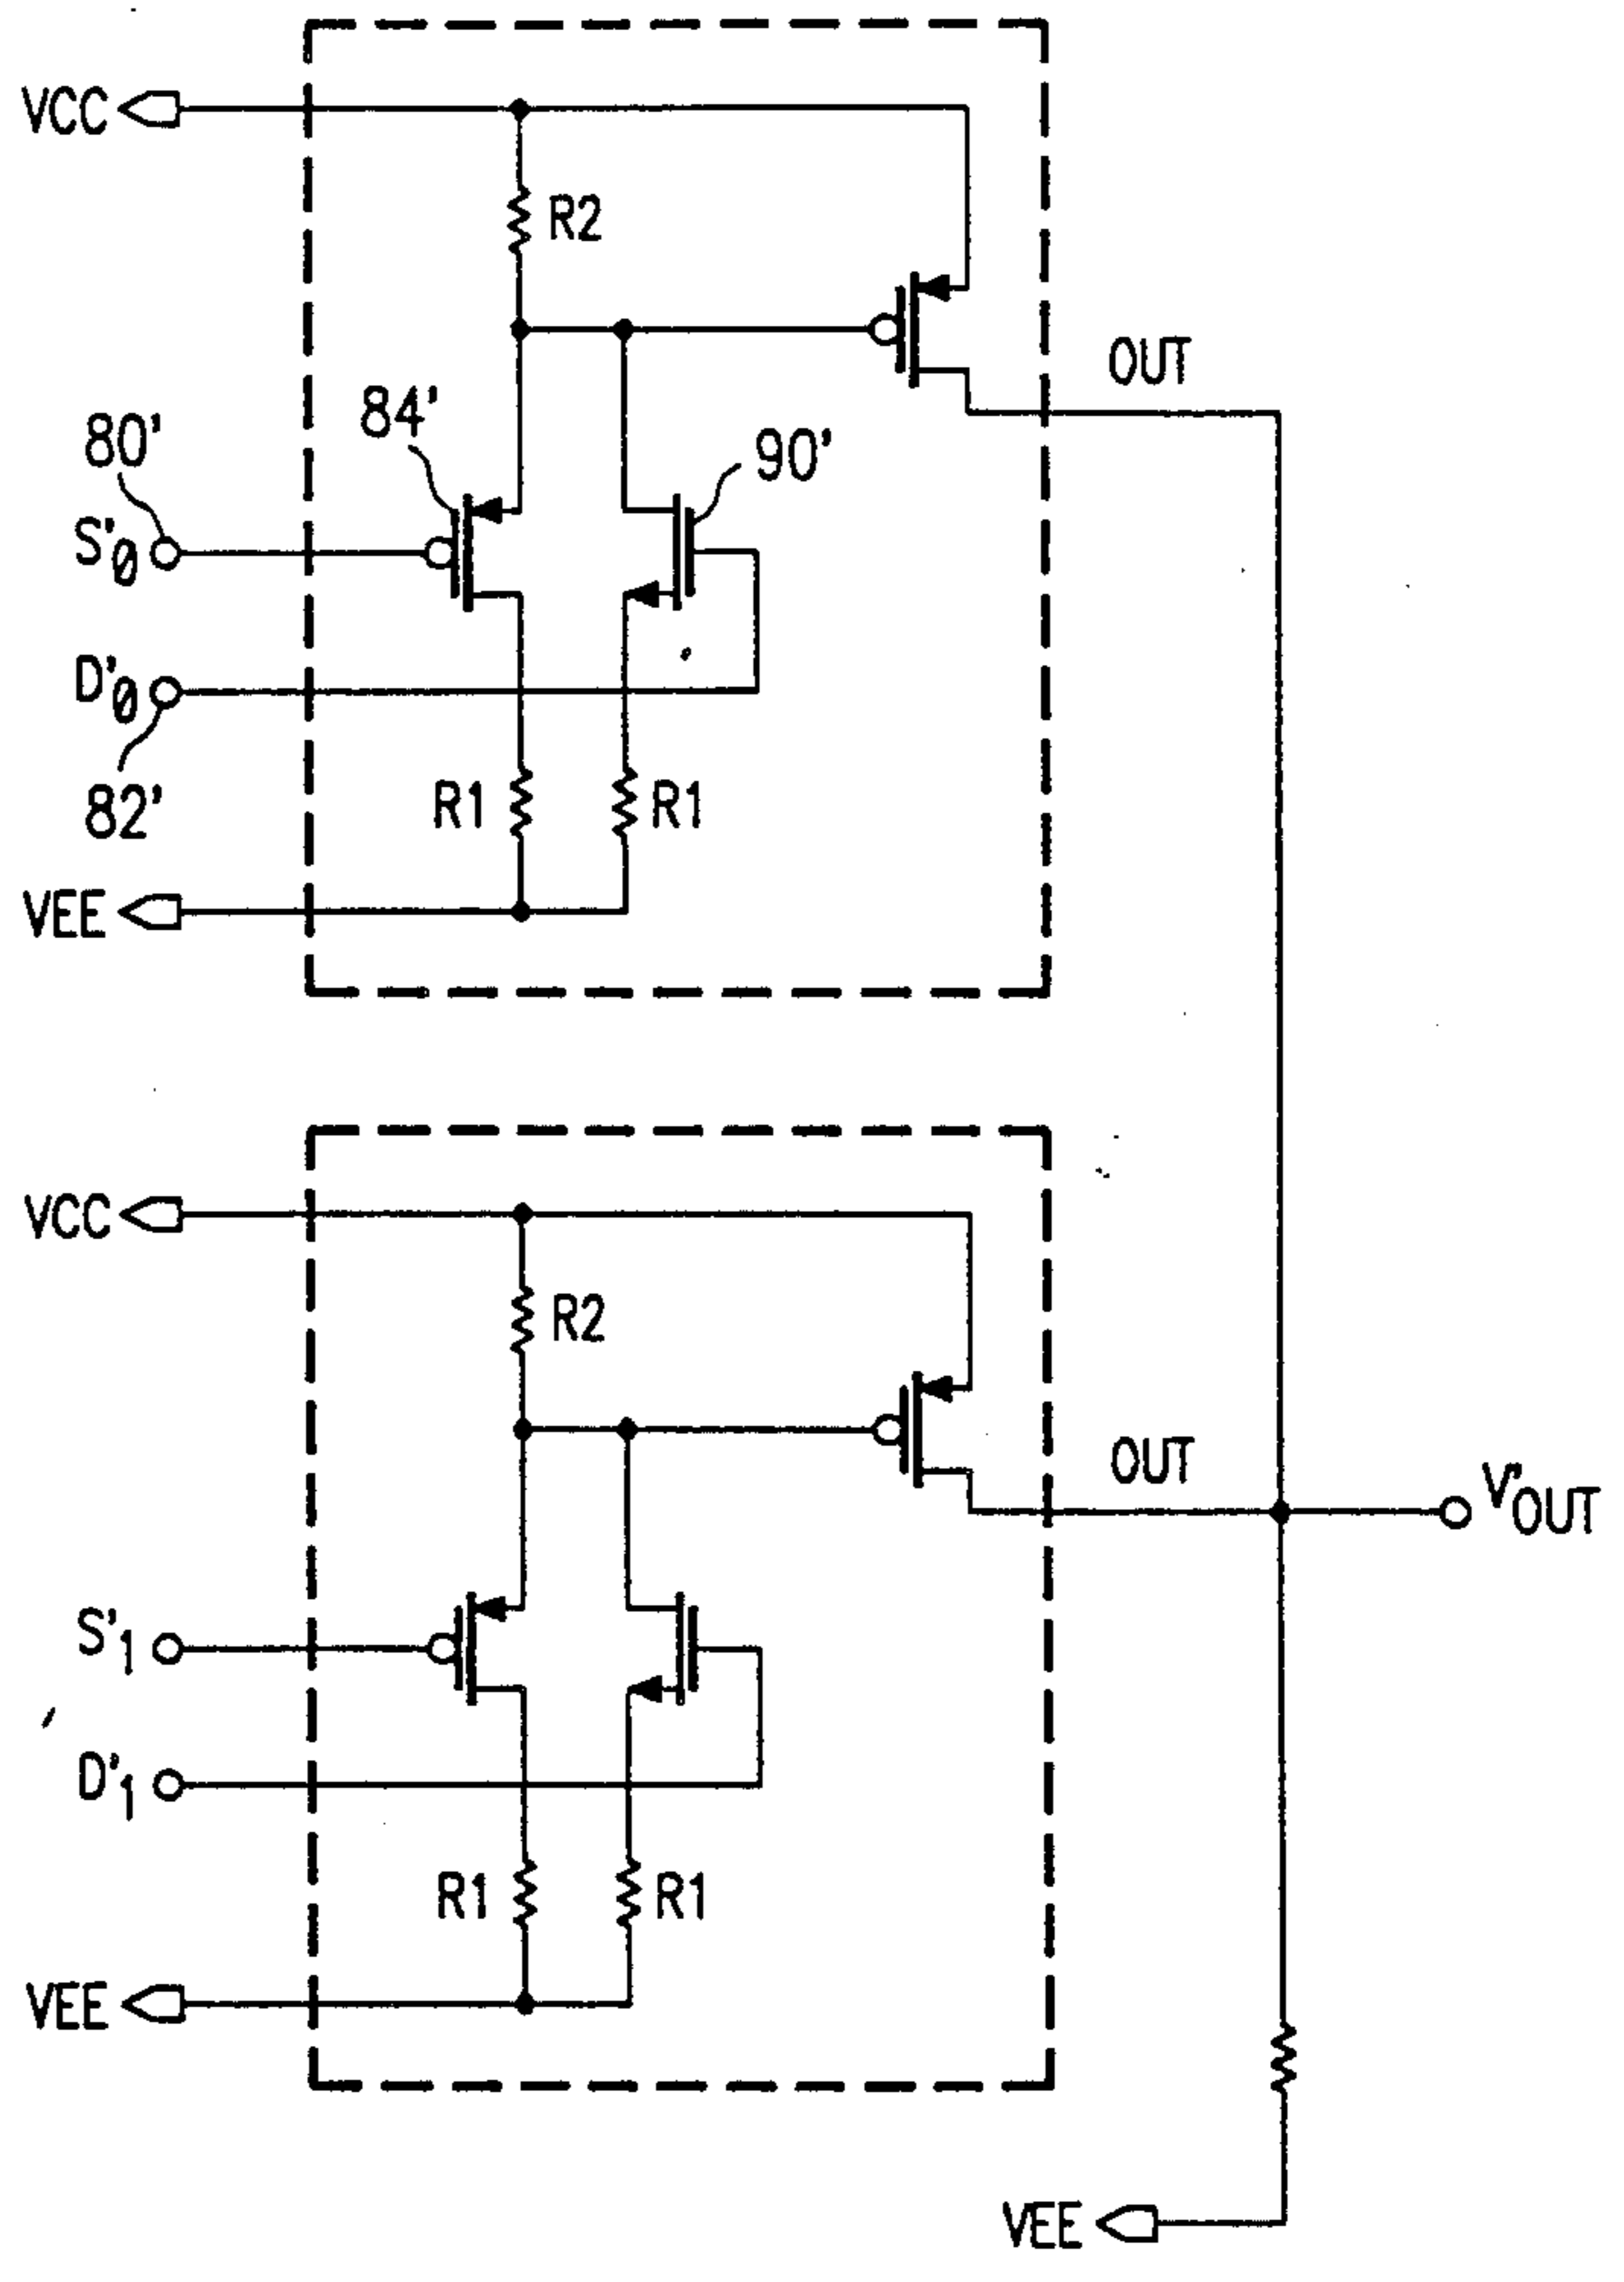 VCC
R2
OUT
84'
80'
90'
S'0
D'0
82'
R1
R1
VEE
VCC
R2
OUT
V'OUT
S'1
D'1
R1
R1
VEE
VEE